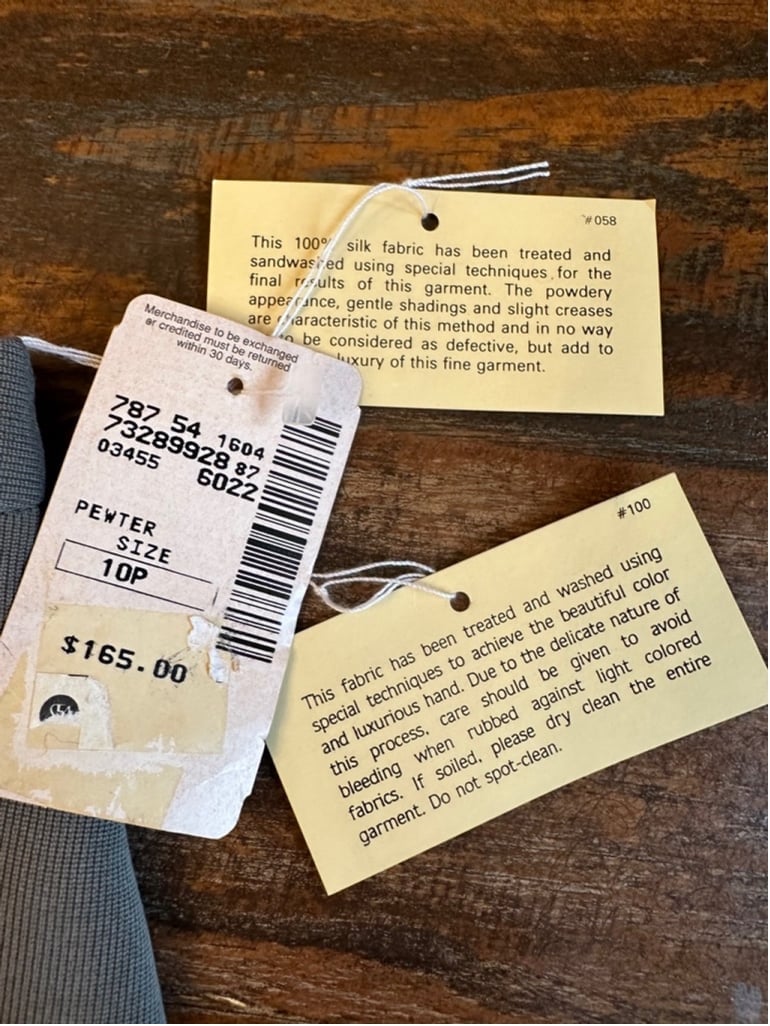 #058
This 100% silk fabric has been treated and
sandwashed using special techniques for the
final results of this garment. The powdery
appearance, gentle shadings and slight creases
are characteristic of this method and in no way
be considered as defective, but add to
luxury of this fine garment.
Merchandise to be exchanged
or credited must be returned
within 30 days.
787 54 1604
73289928 87
03455 6022
PEWTER
SIZE
10P
$165.00
#100
This fabric has been treated and washed using
special techniques to achieve the beautiful color
and luxurious hand. Due to the delicate nature of
this process, care should be given to avoid
bleeding when rubbed against light colored
fabrics. If soiled, please dry clean the entire
garment. Do not spot-clean.